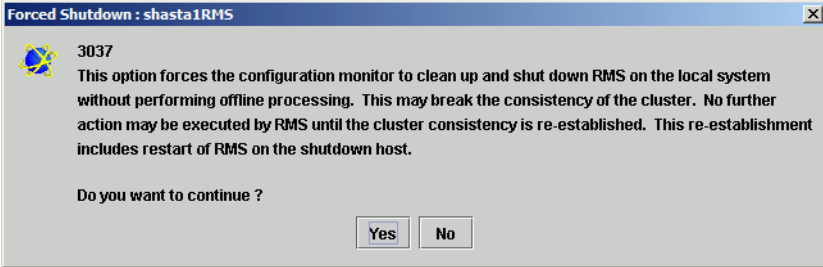 Forced Shutdown : shasta1RMS
3037
This option forces the configuration monitor to clean up and shut down RMS on the local system
without performing offline processing.  This may break the consistency of the cluster.  No further
action may be executed by RMS until the cluster consistency is re-established.  This re-establishment
includes restart of RMS on the shutdown host.
Do you want to continue ?
Yes No